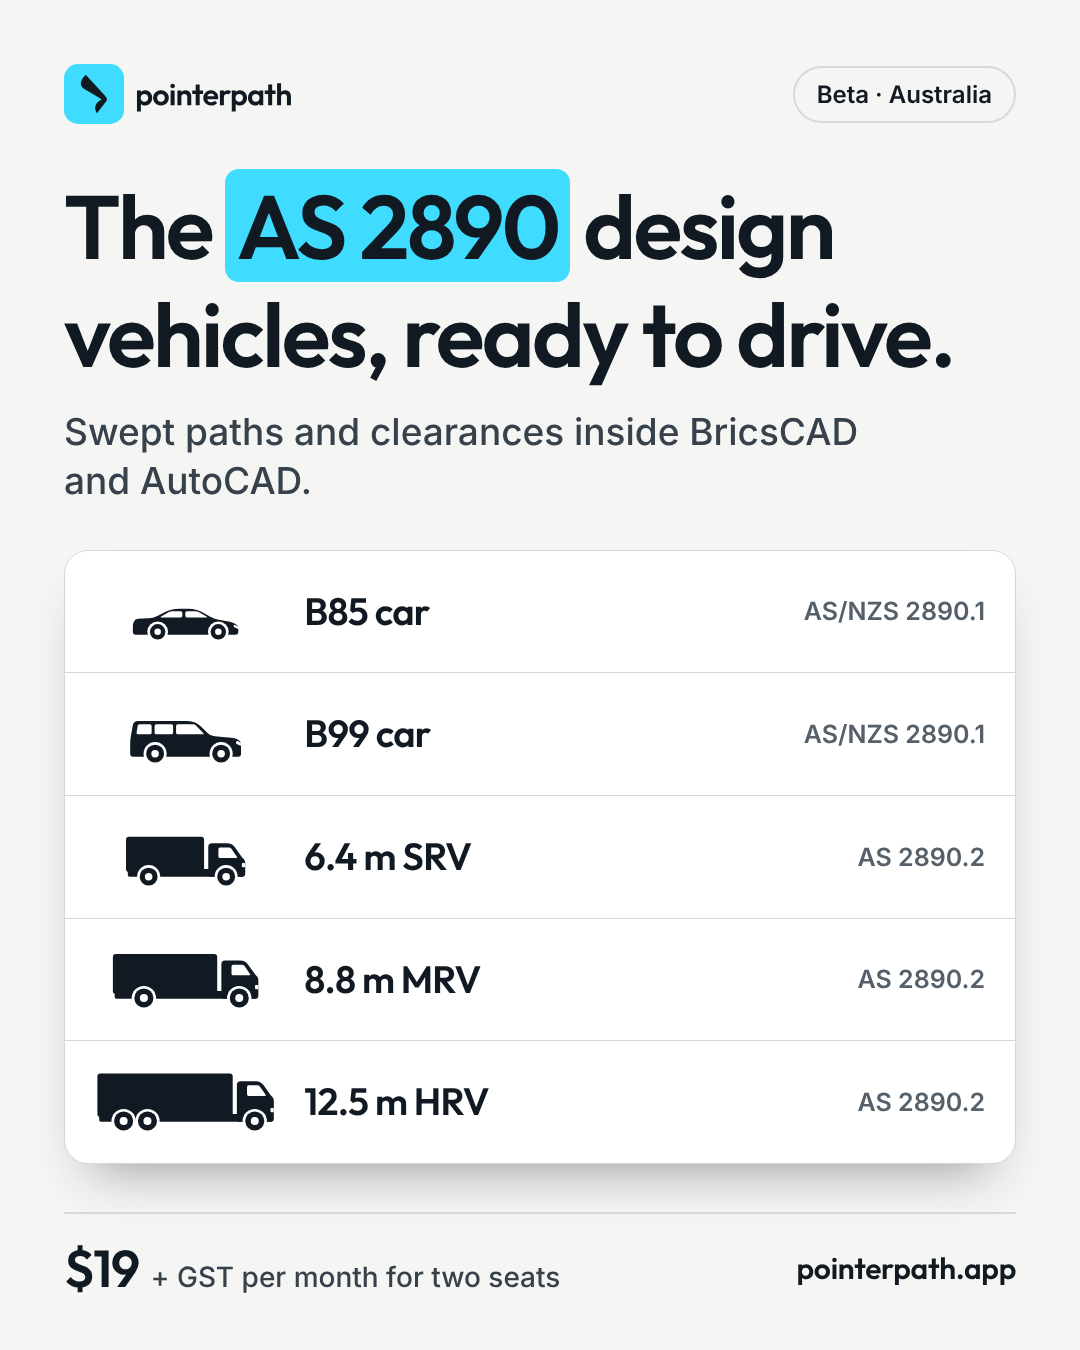 pointerpath
Beta · Australia
The AS 2890 design
vehicles, ready to drive.
Swept paths and clearances inside BricsCAD
and AutoCAD.
B85 car
AS/NZS 2890.1
B99 car
AS/NZS 2890.1
6.4 m SRV
AS 2890.2
8.8 m MRV
AS 2890.2
12.5 m HRV
AS 2890.2
$19 + GST per month for two seats
pointerpath.app